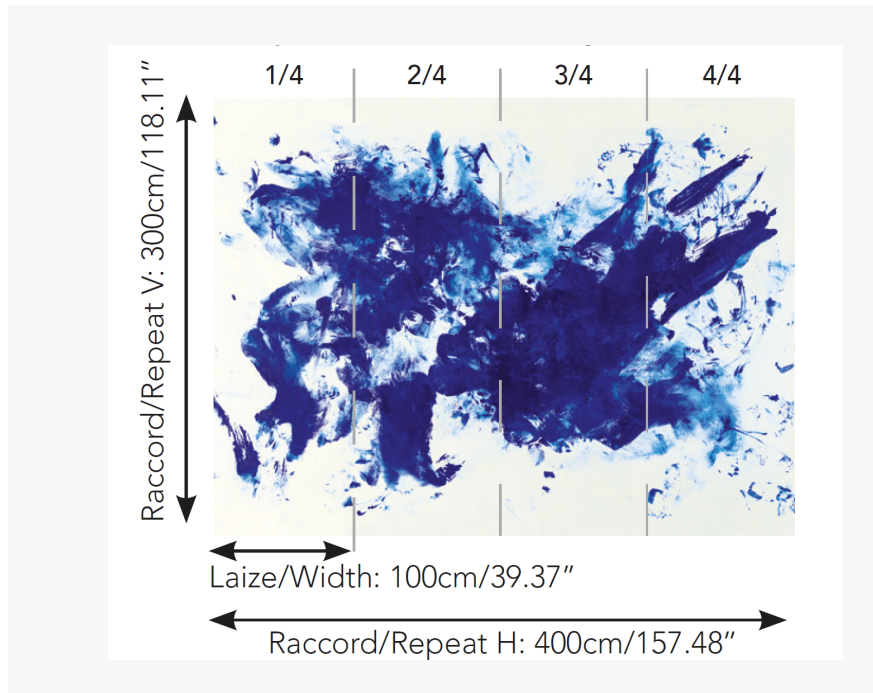 1/4 2/4 3/4 4/4
Raccord/Repeat V: 300cm/118.11”
Laize/Width: 100cm/39.37”
Raccord/Repeat H: 400cm/157.48”